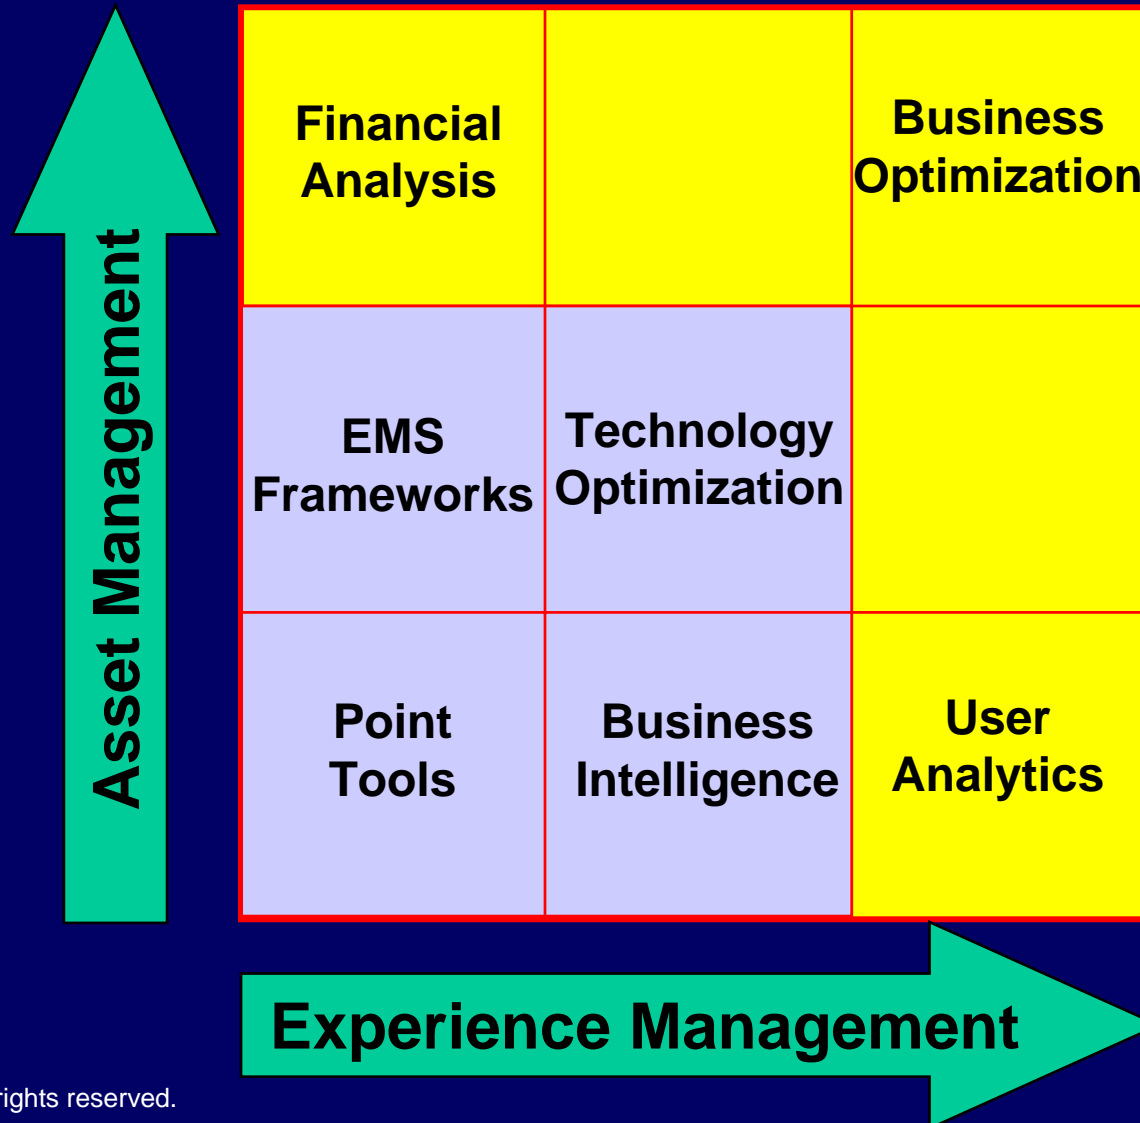 Asset Management
Financial
Analysis
Business
Optimization
EMS
Frameworks
Technology
Optimization
Point
Tools
Business
Intelligence
User
Analytics
Experience Management
rights reserved.